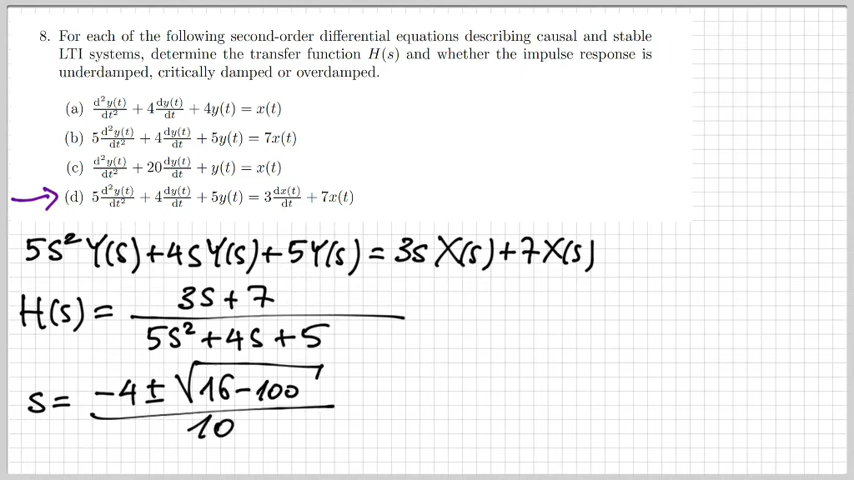 8. For each of the following second-order differential equations describing causal and stable
LTI systems, determine the transfer function H(s) and whether the impulse response is
underdamped, critically damped or overdamped.
(a) d²y(t)/dt² + 4 dy(t)/dt + 4y(t) = x(t)
(b) 5 d²y(t)/dt² + 4 dy(t)/dt + 5y(t) = 7x(t)
(c) d²y(t)/dt² + 20 dy(t)/dt + y(t) = x(t)
(d) 5 d²y(t)/dt² + 4 dy(t)/dt + 5y(t) = 3 dx(t)/dt + 7x(t)
5S² Y(S) + 4S Y(S) + 5Y(S) = 3S X(S) + 7X(S)
H(S) = (3S + 7) / (5S² + 4S + 5)
S = (-4 ± √(16 - 100)) / 10